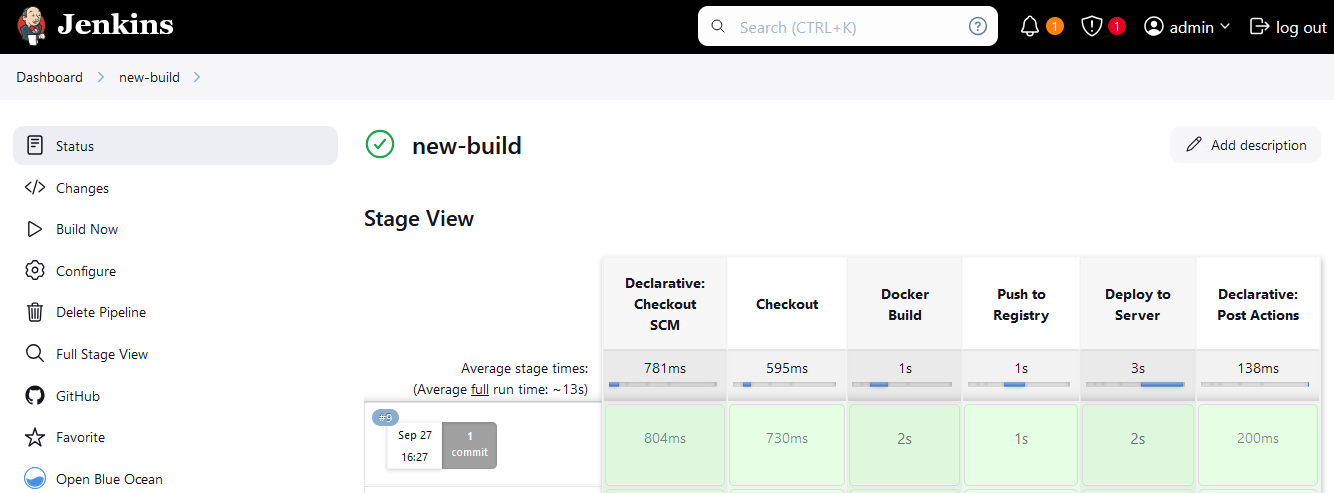 Jenkins
Search (CTRL+K)
?
1
1
admin
log out
Dashboard
new-build
Status
Changes
Build Now
Configure
Delete Pipeline
Full Stage View
GitHub
Favorite
Open Blue Ocean
new-build
Add description
Stage View
Declarative:
Checkout
SCM
Checkout
Docker
Build
Push to
Registry
Deploy to
Server
Declarative:
Post Actions
Average stage times:
(Average full run time: ~13s)
781ms
595ms
1s
1s
3s
138ms
#9
Sep 27
16:27
1
commit
804ms
730ms
2s
1s
2s
200ms